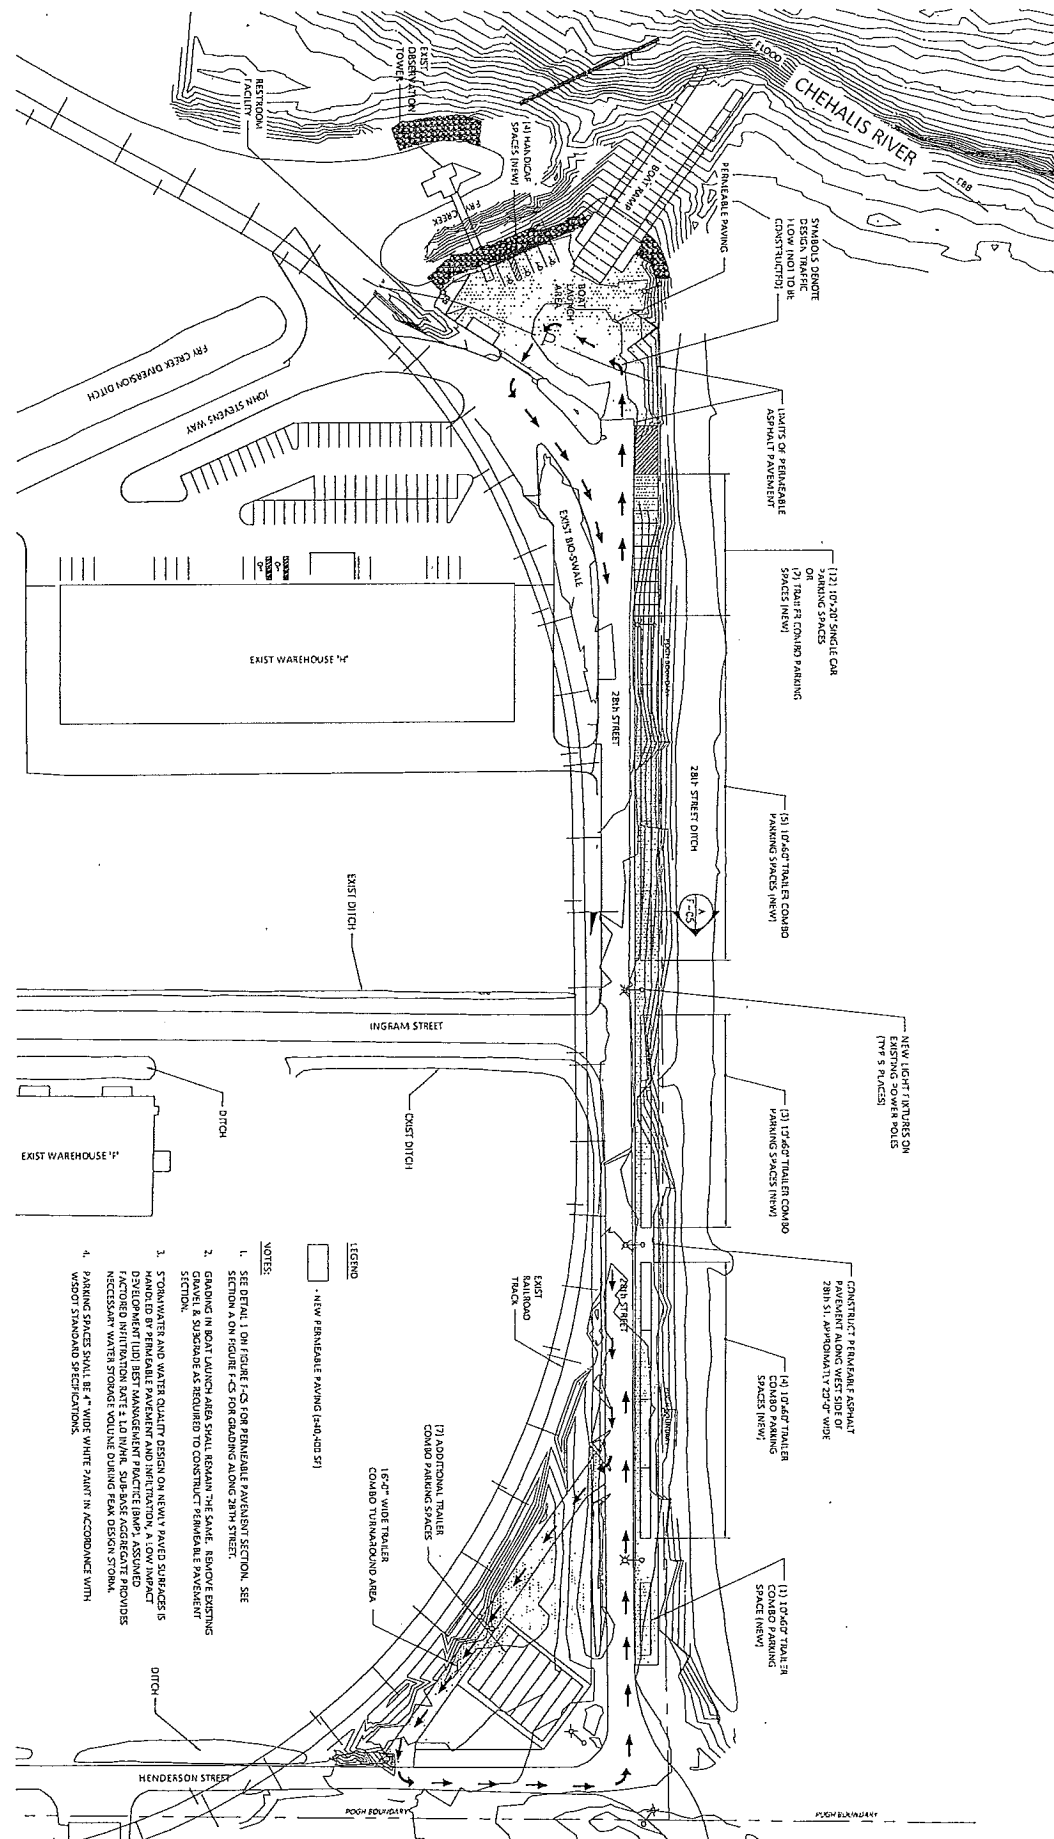 CHEHALIS RIVER
FLOOD
EBB
EXIST
OBSERVATION
TOWER
RESTROOM
FACILITY
(4) HANDICAP
SPACES (NEW)
FRY CREEK
BOAT RAMP
PERMEABLE PAVING
SYMBOLS DENOTE
DESIGN TRAFFIC
FLOW (NOT TO BE
CONSTRUCTED)
BOAT
LAUNCH
AREA
LIMITS OF PERMEABLE
ASPHALT PAVEMENT
FRY CREEK DIVERSION DITCH
JOHN STEVENS WAY
EXIST BIO-SWALE
(12) 10'x20' SINGLE CAR
PARKING SPACES
OR
TRAILER COMBO PARKING
SPACES (NEW)
EXIST WAREHOUSE "H"
28th STREET
POGH BOUNDARY
28th STREET DITCH
(5) 10'x60' TRAILER COMBO
PARKING SPACES (NEW)
A
F-C5
EXIST DITCH
INGRAM STREET
NEW LIGHT FIXTURES ON
EXISTING POWER POLES
(TYP 5 PLACES)
EXIST DITCH
DITCH
EXIST WAREHOUSE "F"
(3) 10'x60' TRAILER COMBO
PARKING SPACES (NEW)
CONSTRUCT PERMEABLE ASPHALT
PAVEMENT ALONG WEST SIDE OF
28th ST. APPROXIMATLY 20'-0" WIDE
28th STREET
EXIST
RAILROAD
TRACK
(4) 10'x60' TRAILER
COMBO PARKING
SPACES (NEW)
POGH BOUNDARY
(1) 10'x60' TRAILER
COMBO PARKING
SPACE (NEW)
(7) ADDITIONAL TRAILER
COMBO PARKING SPACES
16'-0" WIDE TRAILER
COMBO TURNAROUND AREA
LEGEND
- NEW PERMEABLE PAVING (±40,400 SF)
NOTES:
1. SEE DETAIL 1 ON FIGURE F-C5 FOR PERMEABLE PAVEMENT SECTION. SEE
SECTION A ON FIGURE F-C5 FOR GRADING ALONG 28TH STREET.
2. GRADING IN BOAT LAUNCH AREA SHALL REMAIN THE SAME. REMOVE EXISTING
GRAVEL & SUBGRADE AS REQUIRED TO CONSTRUCT PERMEABLE PAVEMENT
SECTION.
3. STORMWATER AND WATER QUALITY DESIGN ON NEWLY PAVED SURFACES IS
HANDLED BY PERMEABLE PAVEMENT AND INFILTRATION, A LOW IMPACT
DEVELOPMENT (LID) BEST MANAGEMENT PRACTICE (BMP). ASSUMED
FACTORED INFILTRATION RATE ± 1.0 IN/HR. SUB-BASE AGGREGATE PROVIDES
NECCESSARY WATER STORAGE VOLUME DURING PEAK DESIGN STORM.
4. PARKING SPACES SHALL BE 4" WIDE WHITE PAINT IN ACCORDANCE WITH
WSDOT STANDARD SPECIFICATIONS.
DITCH
HENDERSON STREET
POGH BOUNDARY
POGH BOUNDARY